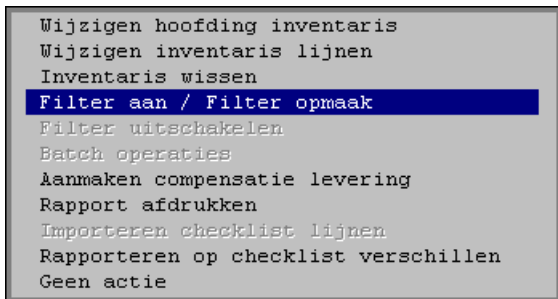 Wijzigen hoofding inventaris
Wijzigen inventaris lijnen
Inventaris wissen
Filter aan / Filter opmaak
Filter uitschakelen
Batch operaties
Aanmaken compensatie levering
Rapport afdrukken
Importeren checklist lijnen
Rapporteren op checklist verschillen
Geen actie